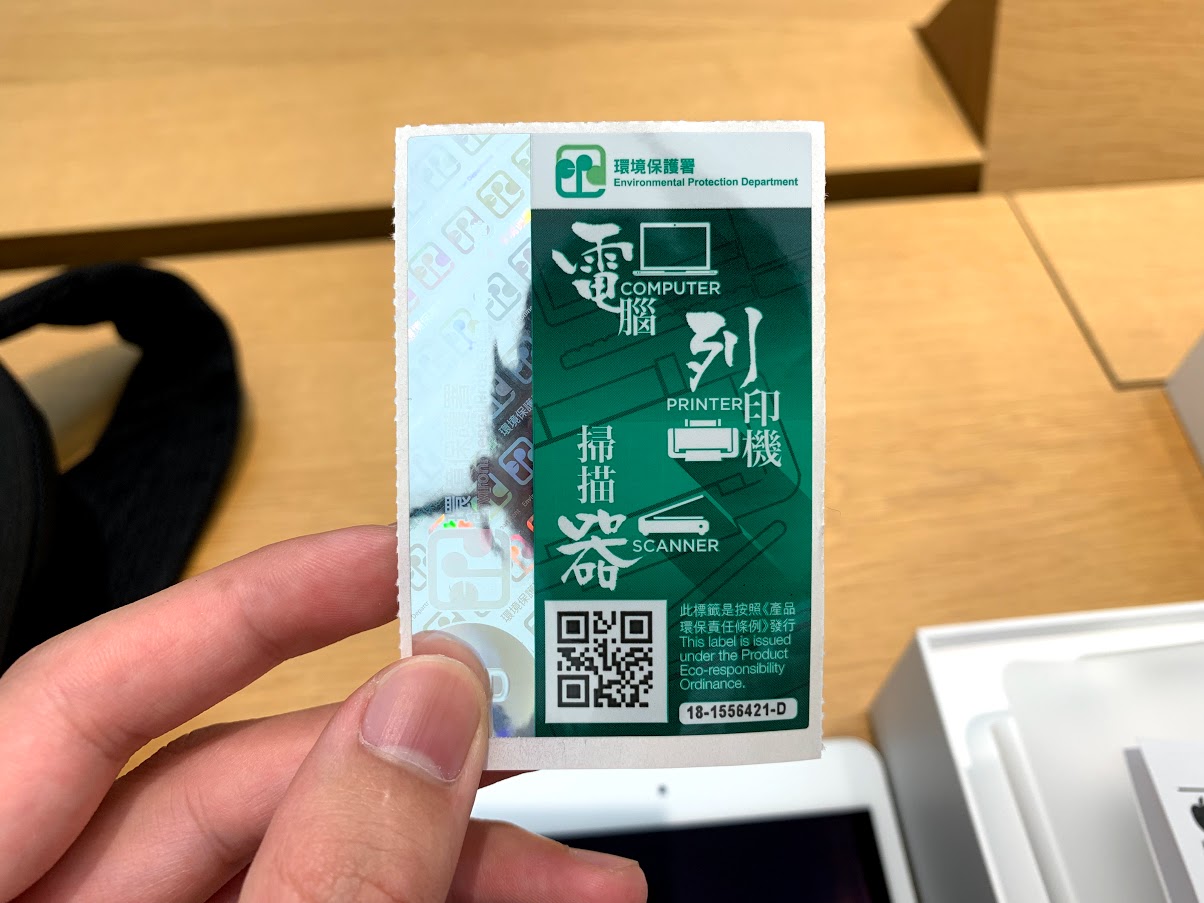 環境保護署
Environmental Protection Department
電腦
COMPUTER
列印機
PRINTER
掃描器
SCANNER
此標籤是按照《產品
環保責任條例》發行
This label is issued
under the Product
Eco-responsibility
Ordinance.
18-1556421-D